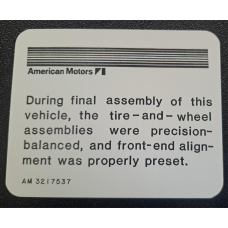 American Motors
During final assembly of this
vehicle, the tire-and-wheel
assemblies were precision-
balanced, and front-end align-
ment was properly preset.
AM 3217537